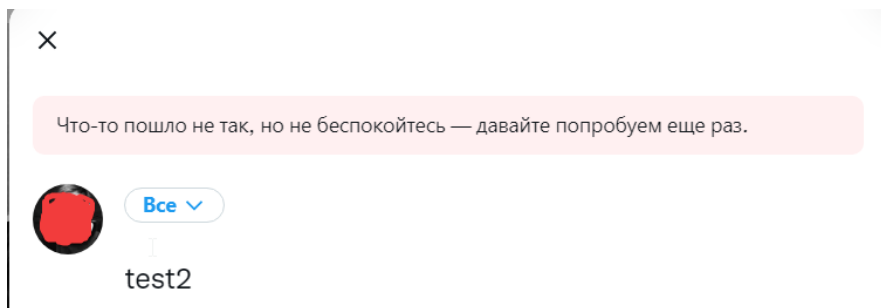 Что-то пошло не так, но не беспокойтесь — давайте попробуем еще раз.
Все
test2